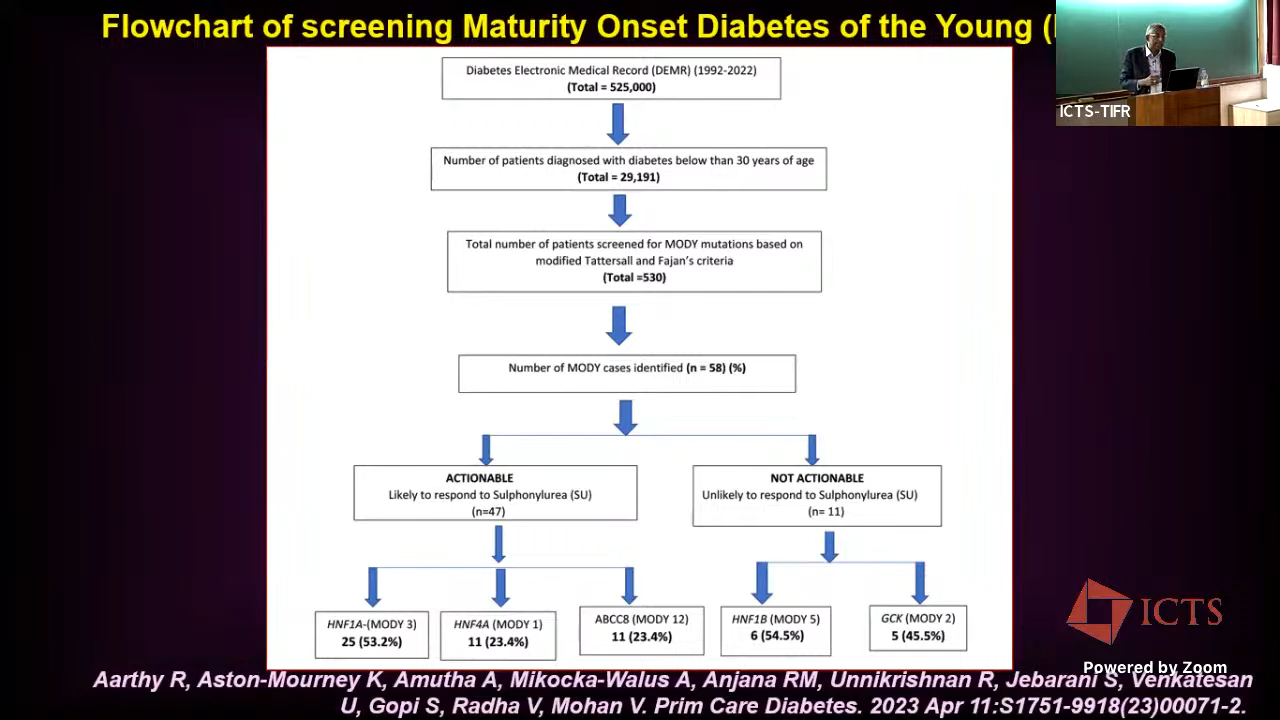 Flowchart of screening Maturity Onset Diabetes of the Young (
ICTS-TIFR
Diabetes Electronic Medical Record (DEMR) (1992-2022)
(Total = 525,000)
Number of patients diagnosed with diabetes below than 30 years of age
(Total = 29,191)
Total number of patients screened for MODY mutations based on
modified Tattersall and Fajan's criteria
(Total =530)
Number of MODY cases identified (n = 58) (%)
ACTIONABLE
Likely to respond to Sulphonylurea (SU)
(n=47)
NOT ACTIONABLE
Unlikely to respond to Sulphonylurea (SU)
(n= 11)
HNF1A-(MODY 3)
25 (53.2%)
HNF4A (MODY 1)
11 (23.4%)
ABCC8 (MODY 12)
11 (23.4%)
HNF1B (MODY 5)
6 (54.5%)
GCK (MODY 2)
5 (45.5%)
ICTS
Powered by Zoom
Aarthy R, Aston-Mourney K, Amutha A, Mikocka-Walus A, Anjana RM, Unnikrishnan R, Jebarani S, Venkatesan
U, Gopi S, Radha V, Mohan V. Prim Care Diabetes. 2023 Apr 11:S1751-9918(23)00071-2.